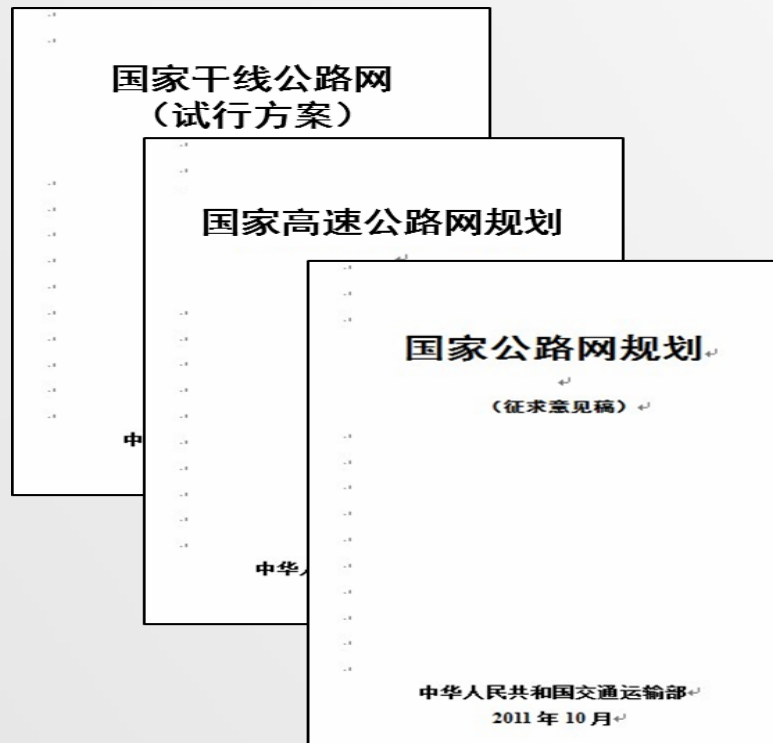 国家干线公路网
（试行方案）
中
国家高速公路网规划
中华人
国家公路网规划
（征求意见稿）
中华人民共和国交通运输部
2011 年 10 月